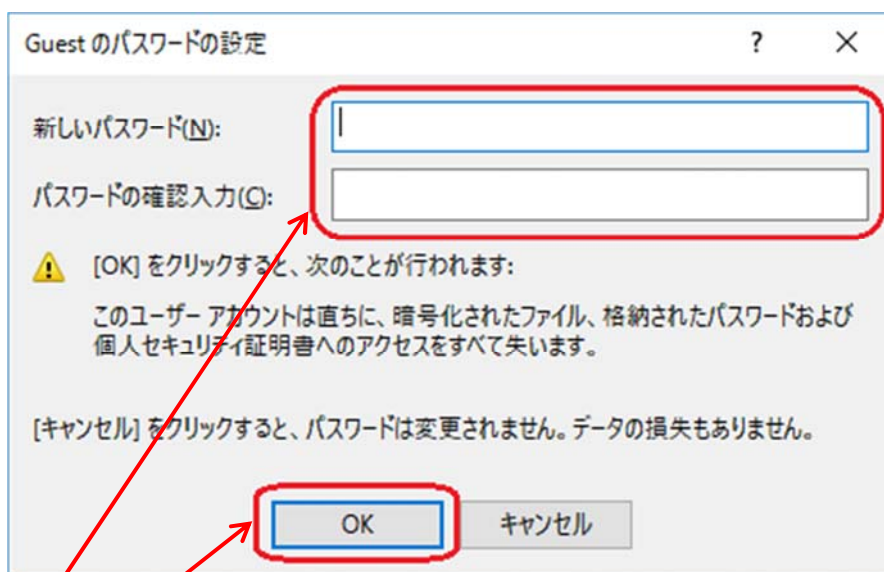 Guest のパスワードの設定 ? ×
新しいパスワード(N):
パスワードの確認入力(C):
[OK] をクリックすると、次のことが行われます:
このユーザー アカウントは直ちに、暗号化されたファイル、格納されたパスワードおよび
個人セキュリティ証明書へのアクセスをすべて失います。
[キャンセル] をクリックすると、パスワードは変更されません。データの損失もありません。
OK キャンセル